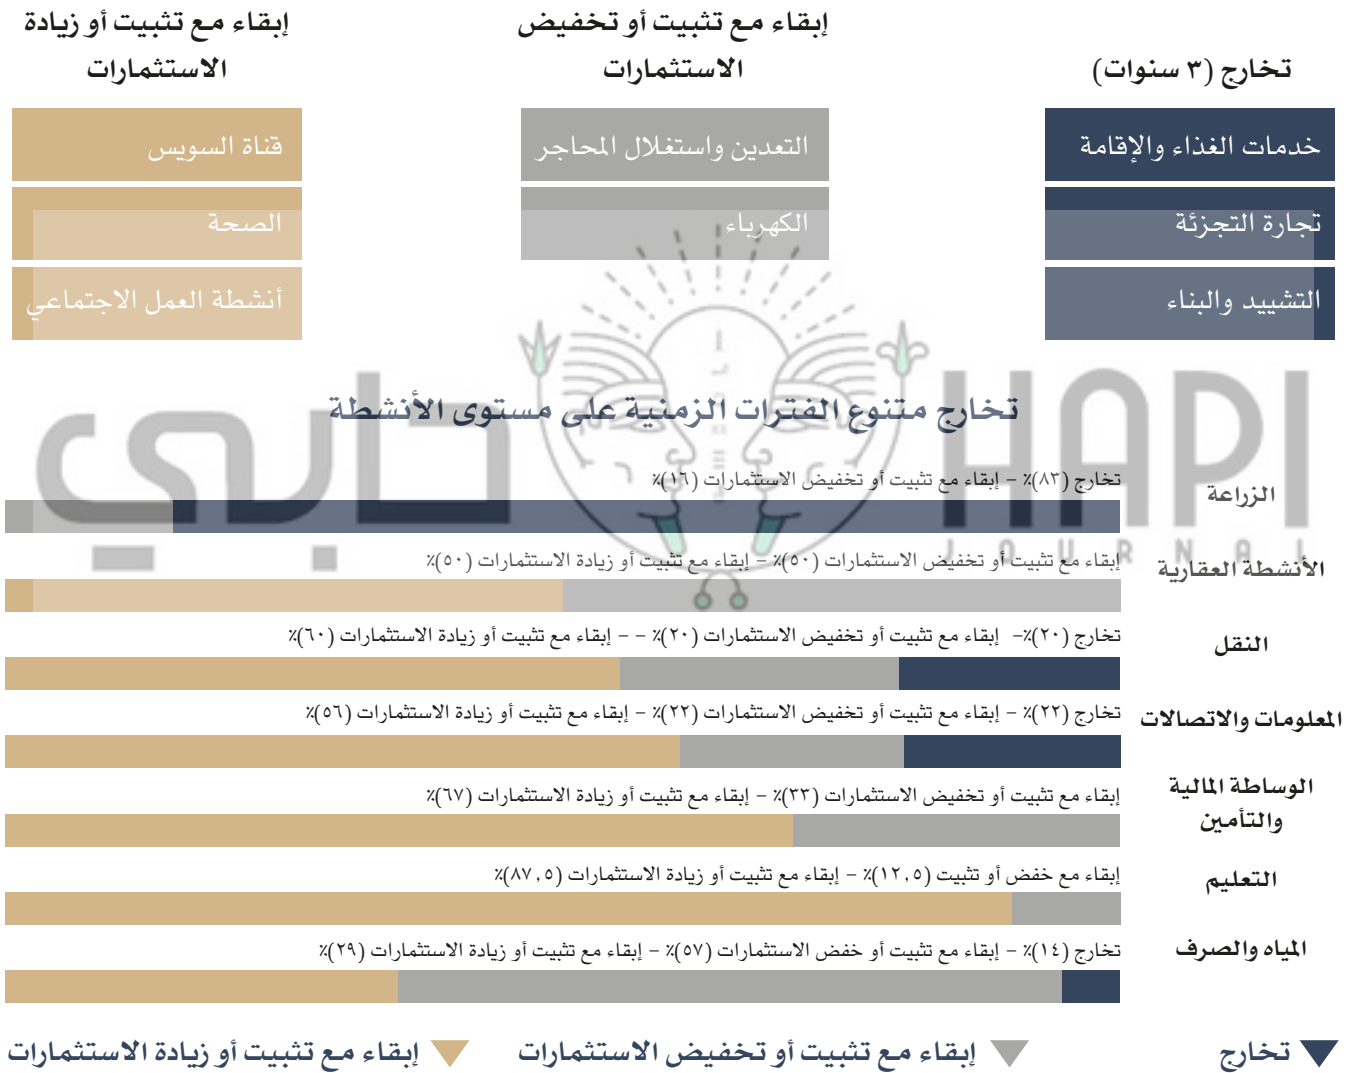 تخارج (٣ سنوات)
خدمات الغذاء والإقامة
تجارة التجزئة
التشييد والبناء
إبقاء مع تثبيت أو تخفيض
الاستثمارات
التعدين واستغلال المحاجر
الكهرباء
إبقاء مع تثبيت أو زيادة
الاستثمارات
قناة السويس
الصحة
أنشطة العمل الاجتماعي
تخارج متنوع الفترات الزمنية على مستوى الأنشطة
حابي
HAPI
JOURNAL
الزراعة
تخارج (٨٣)٪ – إبقاء مع تثبيت أو تخفيض الاستثمارات (١٦)٪
الأنشطة العقارية
إبقاء مع تثبيت أو تخفيض الاستثمارات (٥٠)٪ – إبقاء مع تثبيت أو زيادة الاستثمارات (٥٠)٪
النقل
تخارج (٢٠)٪– إبقاء مع تثبيت أو تخفيض الاستثمارات (٢٠)٪ – – إبقاء مع تثبيت أو زيادة الاستثمارات (٦٠)٪
المعلومات والاتصالات
تخارج (٢٢)٪ – إبقاء مع تثبيت أو تخفيض الاستثمارات (٢٢)٪ – إبقاء مع تثبيت أو زيادة الاستثمارات (٥٦)٪
الوساطة المالية
والتأمين
إبقاء مع تثبيت أو تخفيض الاستثمارات (٣٣)٪ – إبقاء مع تثبيت أو زيادة الاستثمارات (٦٧)٪
التعليم
إبقاء مع خفض أو تثبيت (١٢,٥)٪ – إبقاء مع تثبيت أو زيادة الاستثمارات (٨٧,٥)٪
المياه والصرف
تخارج (١٤)٪ – إبقاء مع تثبيت أو خفض الاستثمارات (٥٧)٪ – إبقاء مع تثبيت أو زيادة الاستثمارات (٢٩)٪
تخارج
إبقاء مع تثبيت أو تخفيض الاستثمارات
إبقاء مع تثبيت أو زيادة الاستثمارات